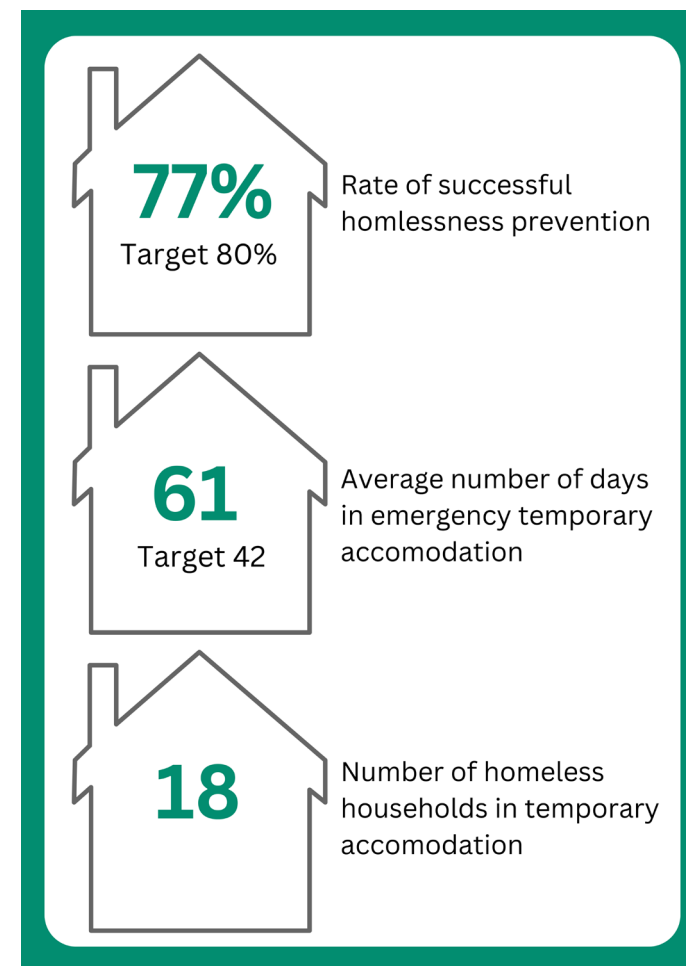 77%
Target 80%
Rate of successful
homlessness prevention
61
Target 42
Average number of days
in emergency temporary
accomodation
18
Number of homeless
households in temporary
accomodation